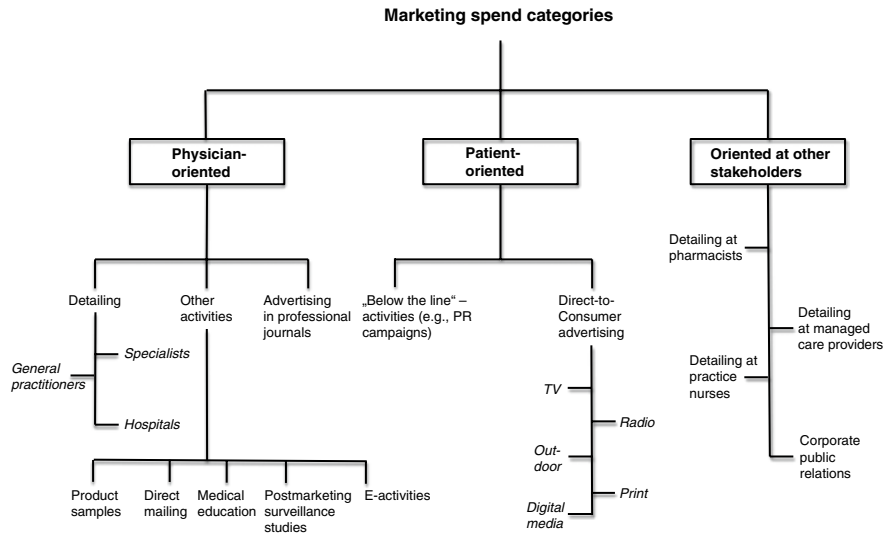 Marketing spend categories
Physician-
oriented
Patient-
oriented
Oriented at other
stakeholders
Detailing
General
practitioners
Specialists
Hospitals
Other
activities
Product
samples
Direct
mailing
Medical
education
Postmarketing
surveillance
studies
E-activities
Advertising
in professional
journals
„Below the line“ –
activities (e.g., PR
campaigns)
Direct-to-
Consumer
advertising
TV
Radio
Out-
door
Print
Digital
media
Detailing at
pharmacists
Detailing
at managed
care providers
Detailing at
practice
nurses
Corporate
public
relations